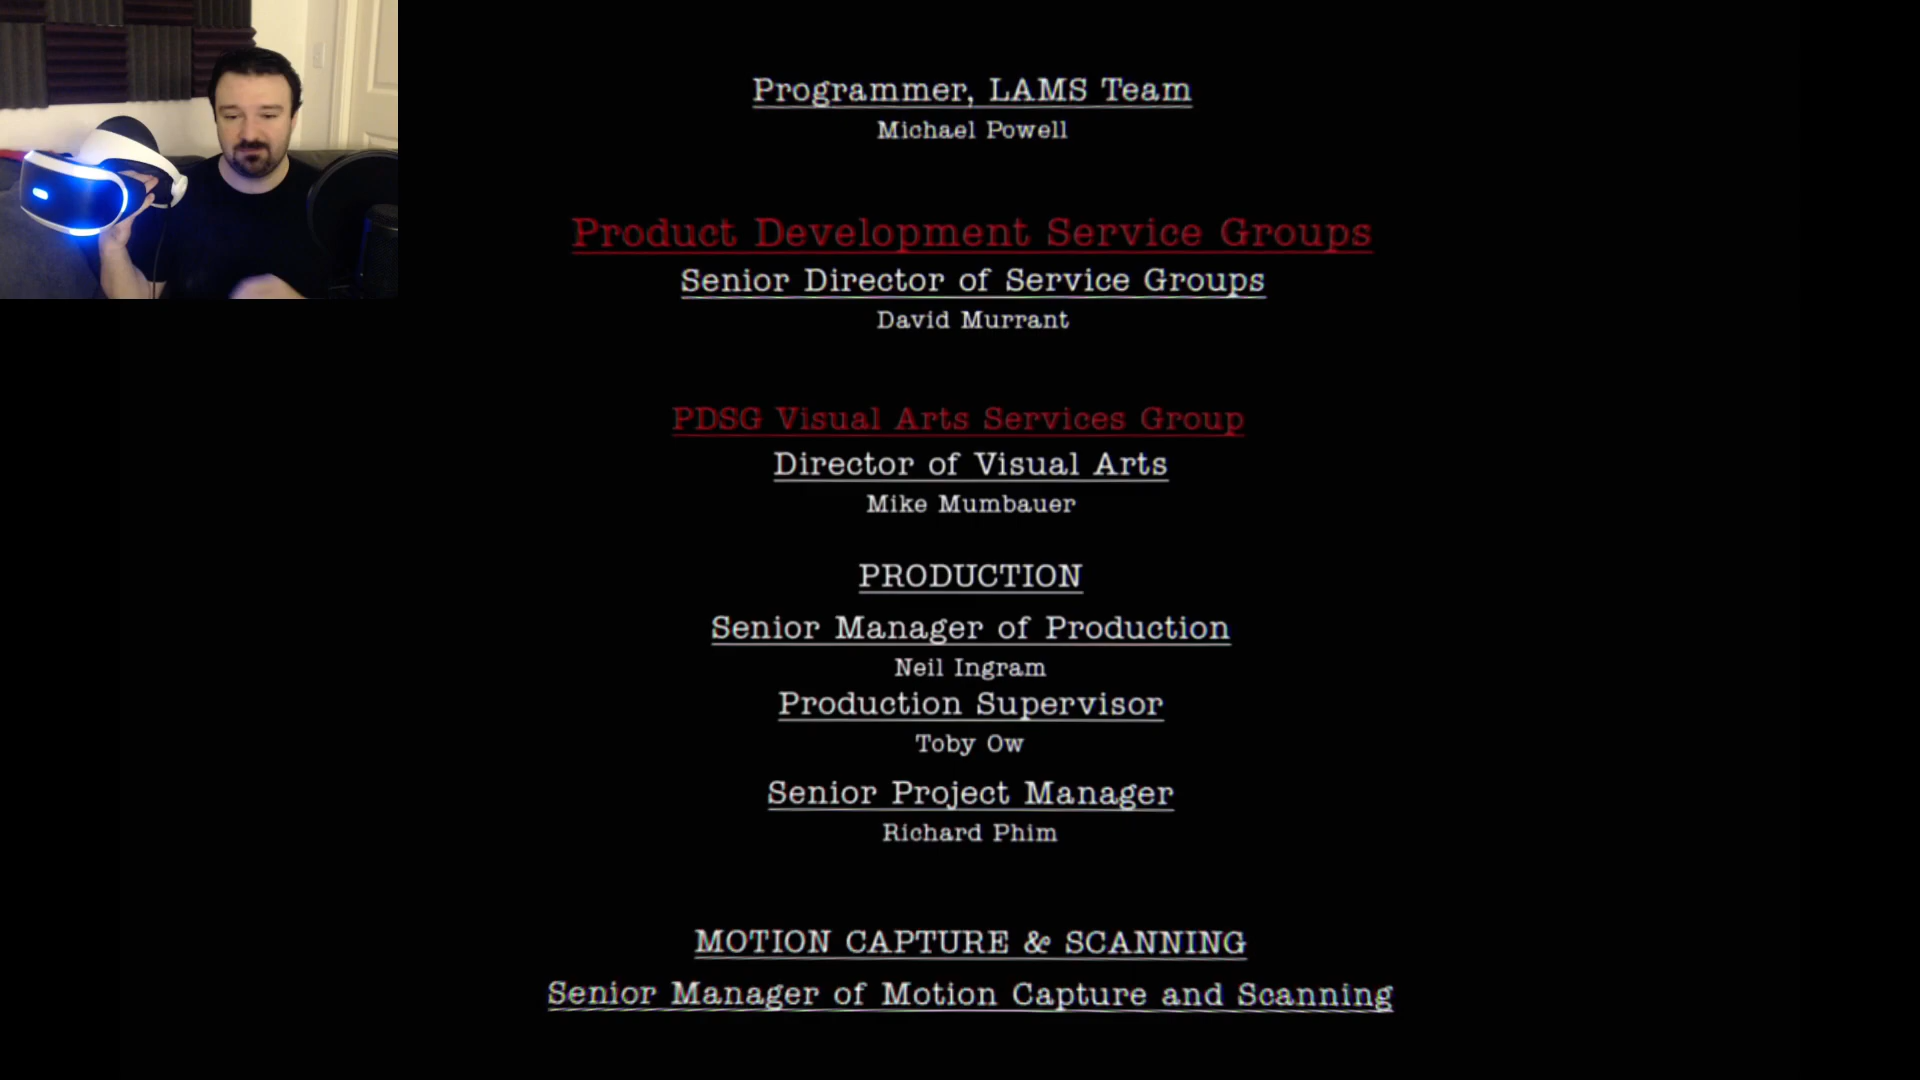 Programmer, LAMS Team
Michael Powell
Product Development Service Groups
Senior Director of Service Groups
David Murrant
PDSG Visual Arts Services Group
Director of Visual Arts
Mike Mumbauer
PRODUCTION
Senior Manager of Production
Neil Ingram
Production Supervisor
Toby Ow
Senior Project Manager
Richard Phim
MOTION CAPTURE & SCANNING
Senior Manager of Motion Capture and Scanning